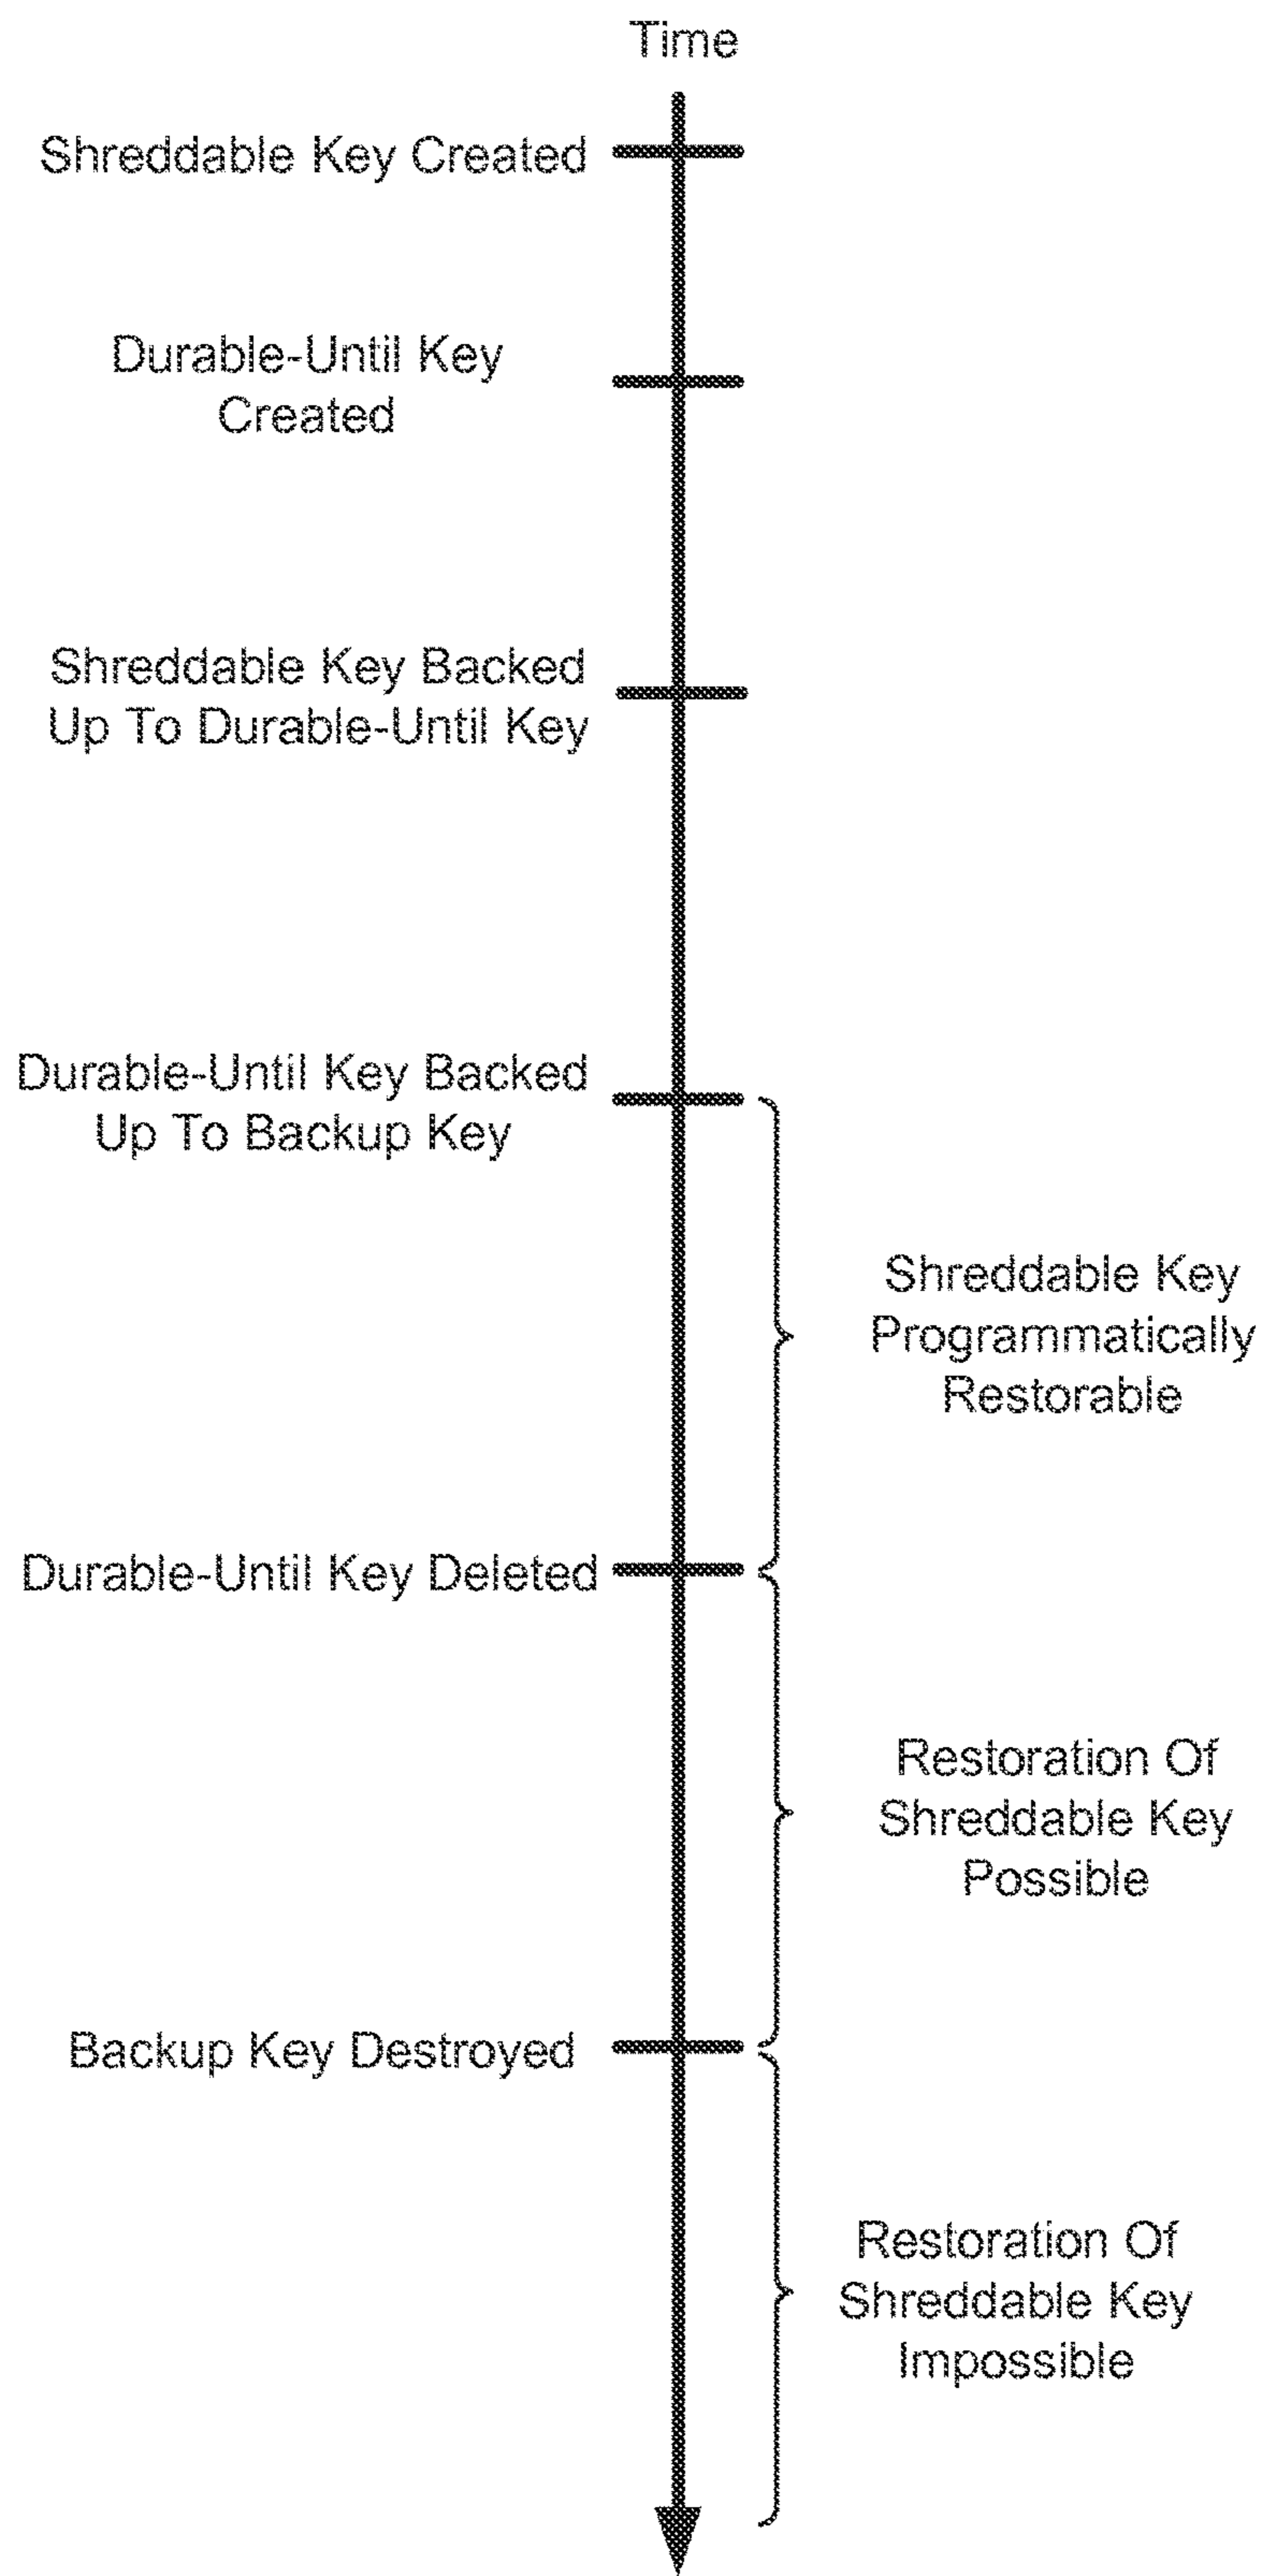 Time
Shreddable Key Created
Durable-Until Key
Created
Shreddable Key Backed
Up To Durable-Until Key
Durable-Until Key Backed
Up To Backup Key
Shreddable Key
Programmatically
Restorable
Durable-Until Key Deleted
Restoration Of
Shreddable Key
Possible
Backup Key Destroyed
Restoration Of
Shreddable Key
Impossible